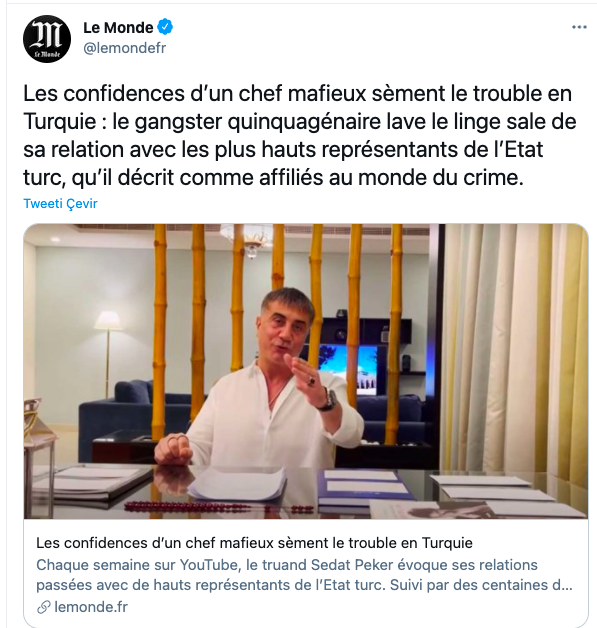 Le Monde
@lemondefr
Les confidences d’un chef mafieux sèment le trouble en
Turquie : le gangster quinquagénaire lave le linge sale de
sa relation avec les plus hauts représentants de l’Etat
turc, qu’il décrit comme affiliés au monde du crime.
Tweeti Çevir
Les confidences d’un chef mafieux sèment le trouble en Turquie
Chaque semaine sur YouTube, le truand Sedat Peker évoque ses relations
passées avec de hauts représentants de l’Etat turc. Suivi par des centaines d...
lemonde.fr